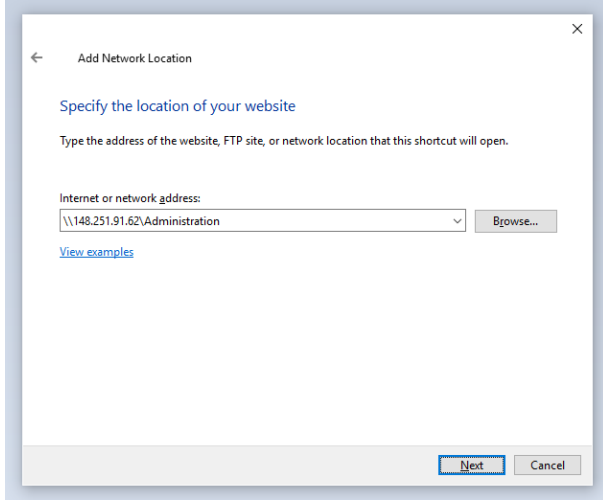 Add Network Location
Specify the location of your website
Type the address of the website, FTP site, or network location that this shortcut will open.
Internet or network address:
\\148.251.91.62\Administration
Browse...
View examples
Next
Cancel